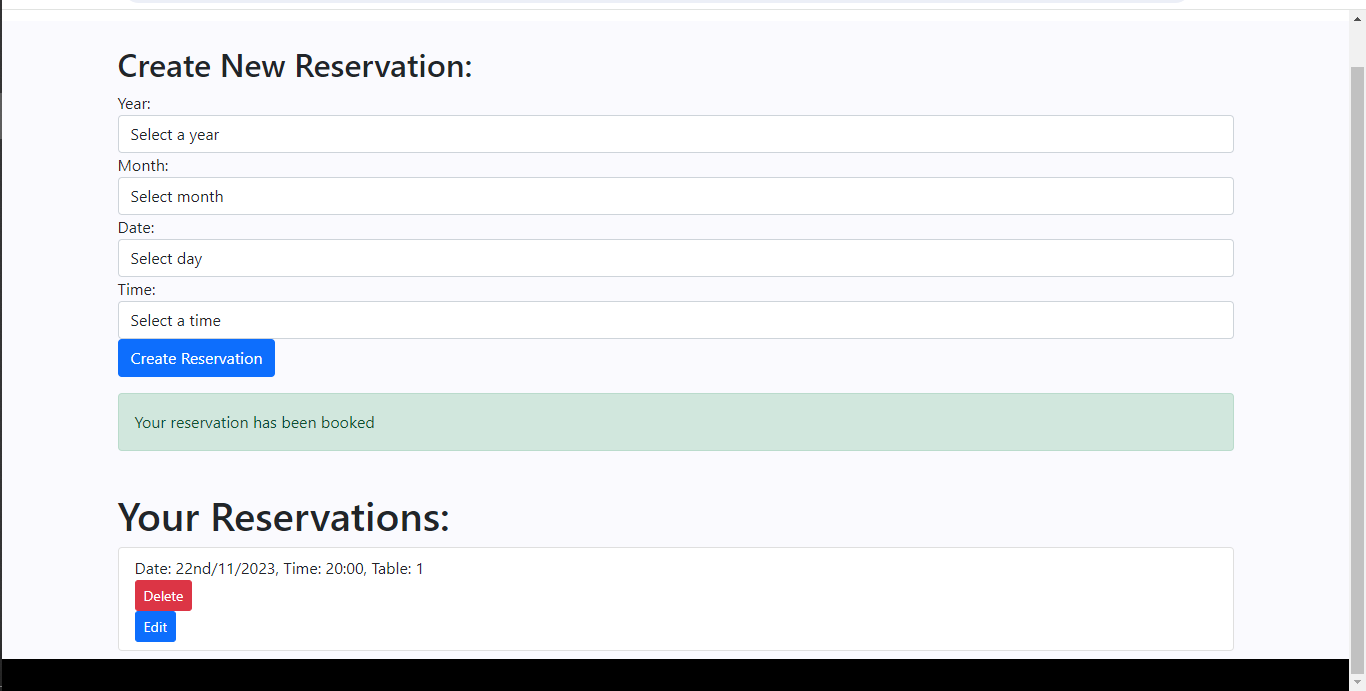 Create New Reservation:
Year:
Select a year
Month:
Select month
Date:
Select day
Time:
Select a time
Create Reservation
Your reservation has been booked
Your Reservations:
Date: 22nd/11/2023, Time: 20:00, Table: 1
Delete
Edit